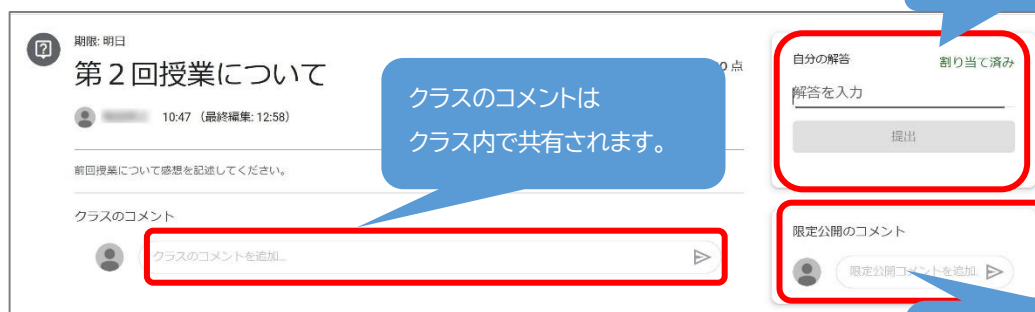 期限: 明日
第２回授業について
0 点
10:47 （最終編集: 12:58）
前回授業について感想を記述してください。
クラスのコメント
クラスのコメントを追加...
クラスのコメントは
クラス内で共有されます。
自分の解答
割り当て済み
解答を入力
提出
限定公開のコメント
限定公開コメントを追加